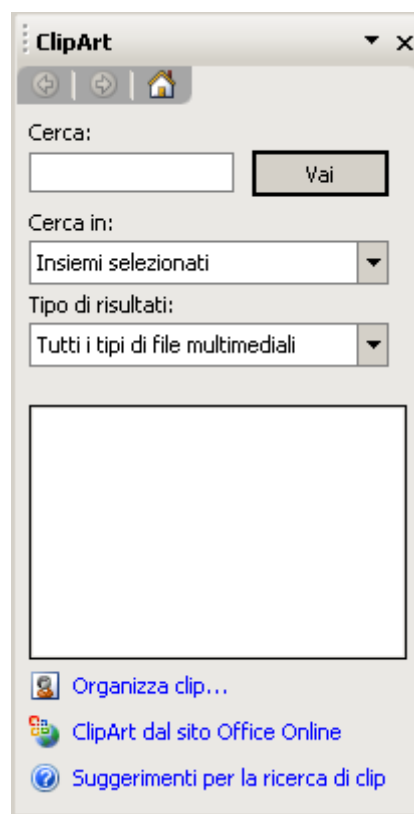 ClipArt
Cerca:
Vai
Cerca in:
Insiemi selezionati
Tipo di risultati:
Tutti i tipi di file multimediali
Organizza clip...
ClipArt dal sito Office Online
Suggerimenti per la ricerca di clip